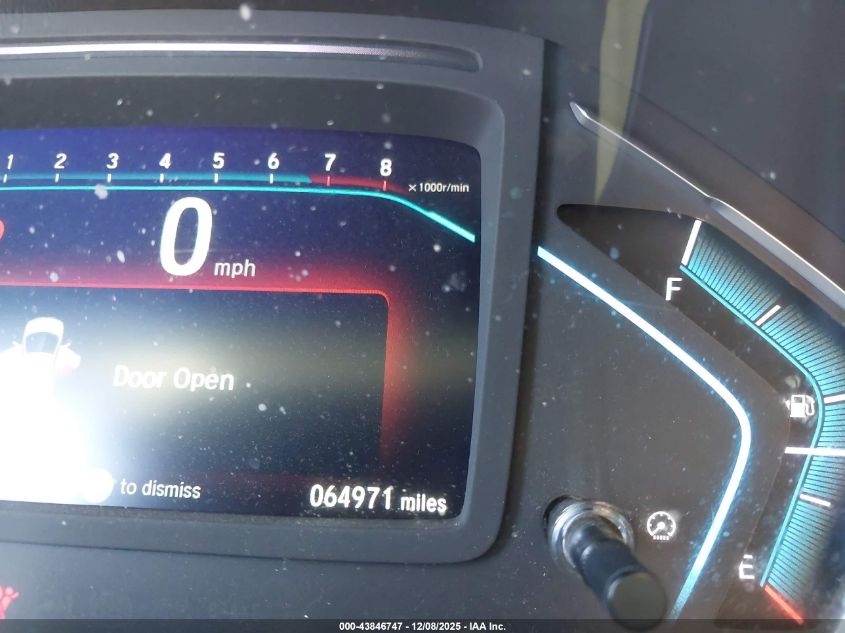 1 2 3 4 5 6 7 8
×1000r/min
0 mph
F
Door Open
to dismiss
064971 miles
E
000-43846747 - 12/08/2025 - IAA Inc.